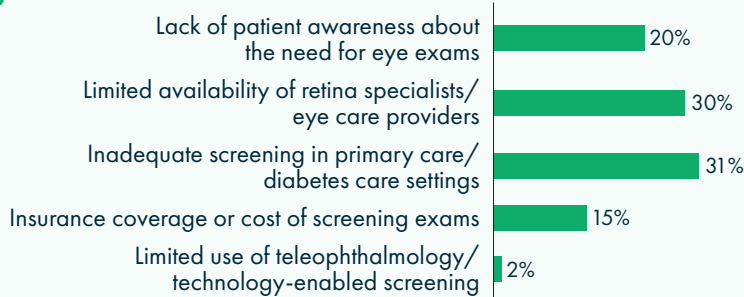 Lack of patient awareness about
the need for eye exams
20%
Limited availability of retina specialists/
eye care providers
30%
Inadequate screening in primary care/
diabetes care settings
31%
Insurance coverage or cost of screening exams
15%
Limited use of teleophthalmology/
technology-enabled screening
2%